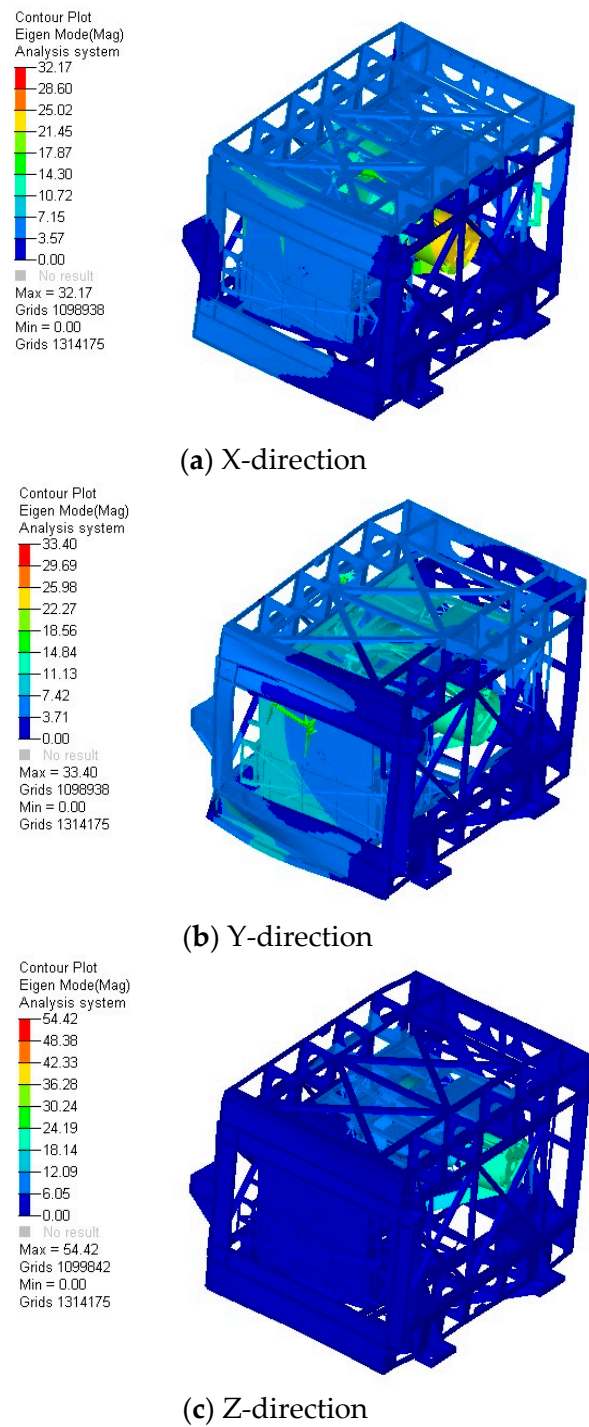 Contour Plot
Eigen Mode(Mag)
Analysis system
32.17
28.60
25.02
21.45
17.87
14.30
10.72
7.15
3.57
0.00
No result
Max = 32.17
Grids 1098938
Min = 0.00
Grids 1314175
(a) X-direction
Contour Plot
Eigen Mode(Mag)
Analysis system
33.40
29.69
25.98
22.27
18.56
14.84
11.13
7.42
3.71
0.00
No result
Max = 33.40
Grids 1098938
Min = 0.00
Grids 1314175
(b) Y-direction
Contour Plot
Eigen Mode(Mag)
Analysis system
54.42
48.38
42.33
36.28
30.24
24.19
18.14
12.09
6.05
0.00
No result
Max = 54.42
Grids 1099842
Min = 0.00
Grids 1314175
(c) Z-direction